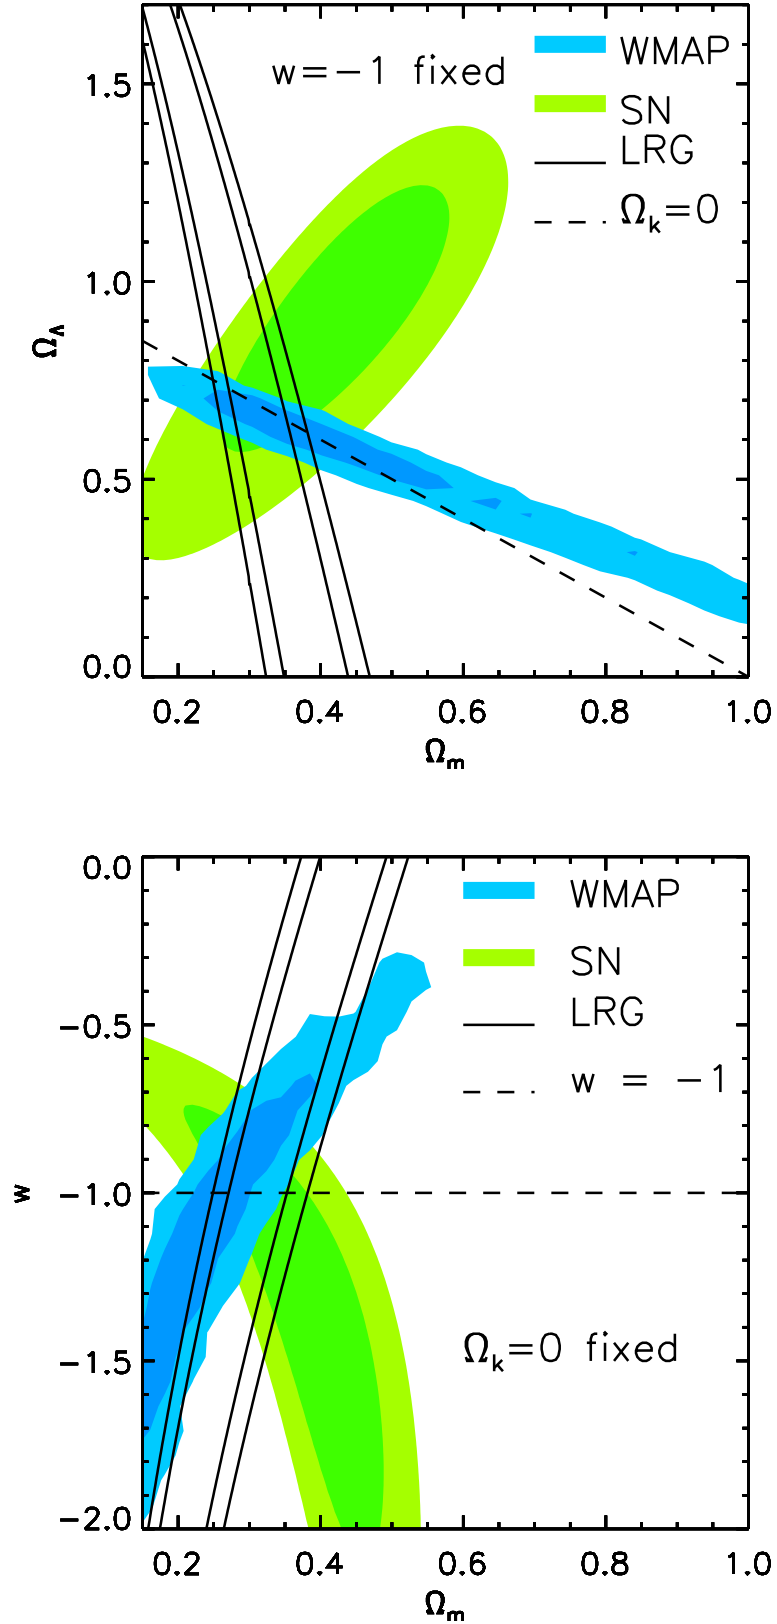 w=−1 fixed
WMAP
SN
LRG
Ω_k=0
1.5
1.0
0.5
0.0
Ω_Λ
0.2 0.4 0.6 0.8 1.0
Ω_m
WMAP
SN
LRG
w = −1
Ω_k=0 fixed
0.0
−0.5
−1.0
−1.5
−2.0
w
0.2 0.4 0.6 0.8 1.0
Ω_m